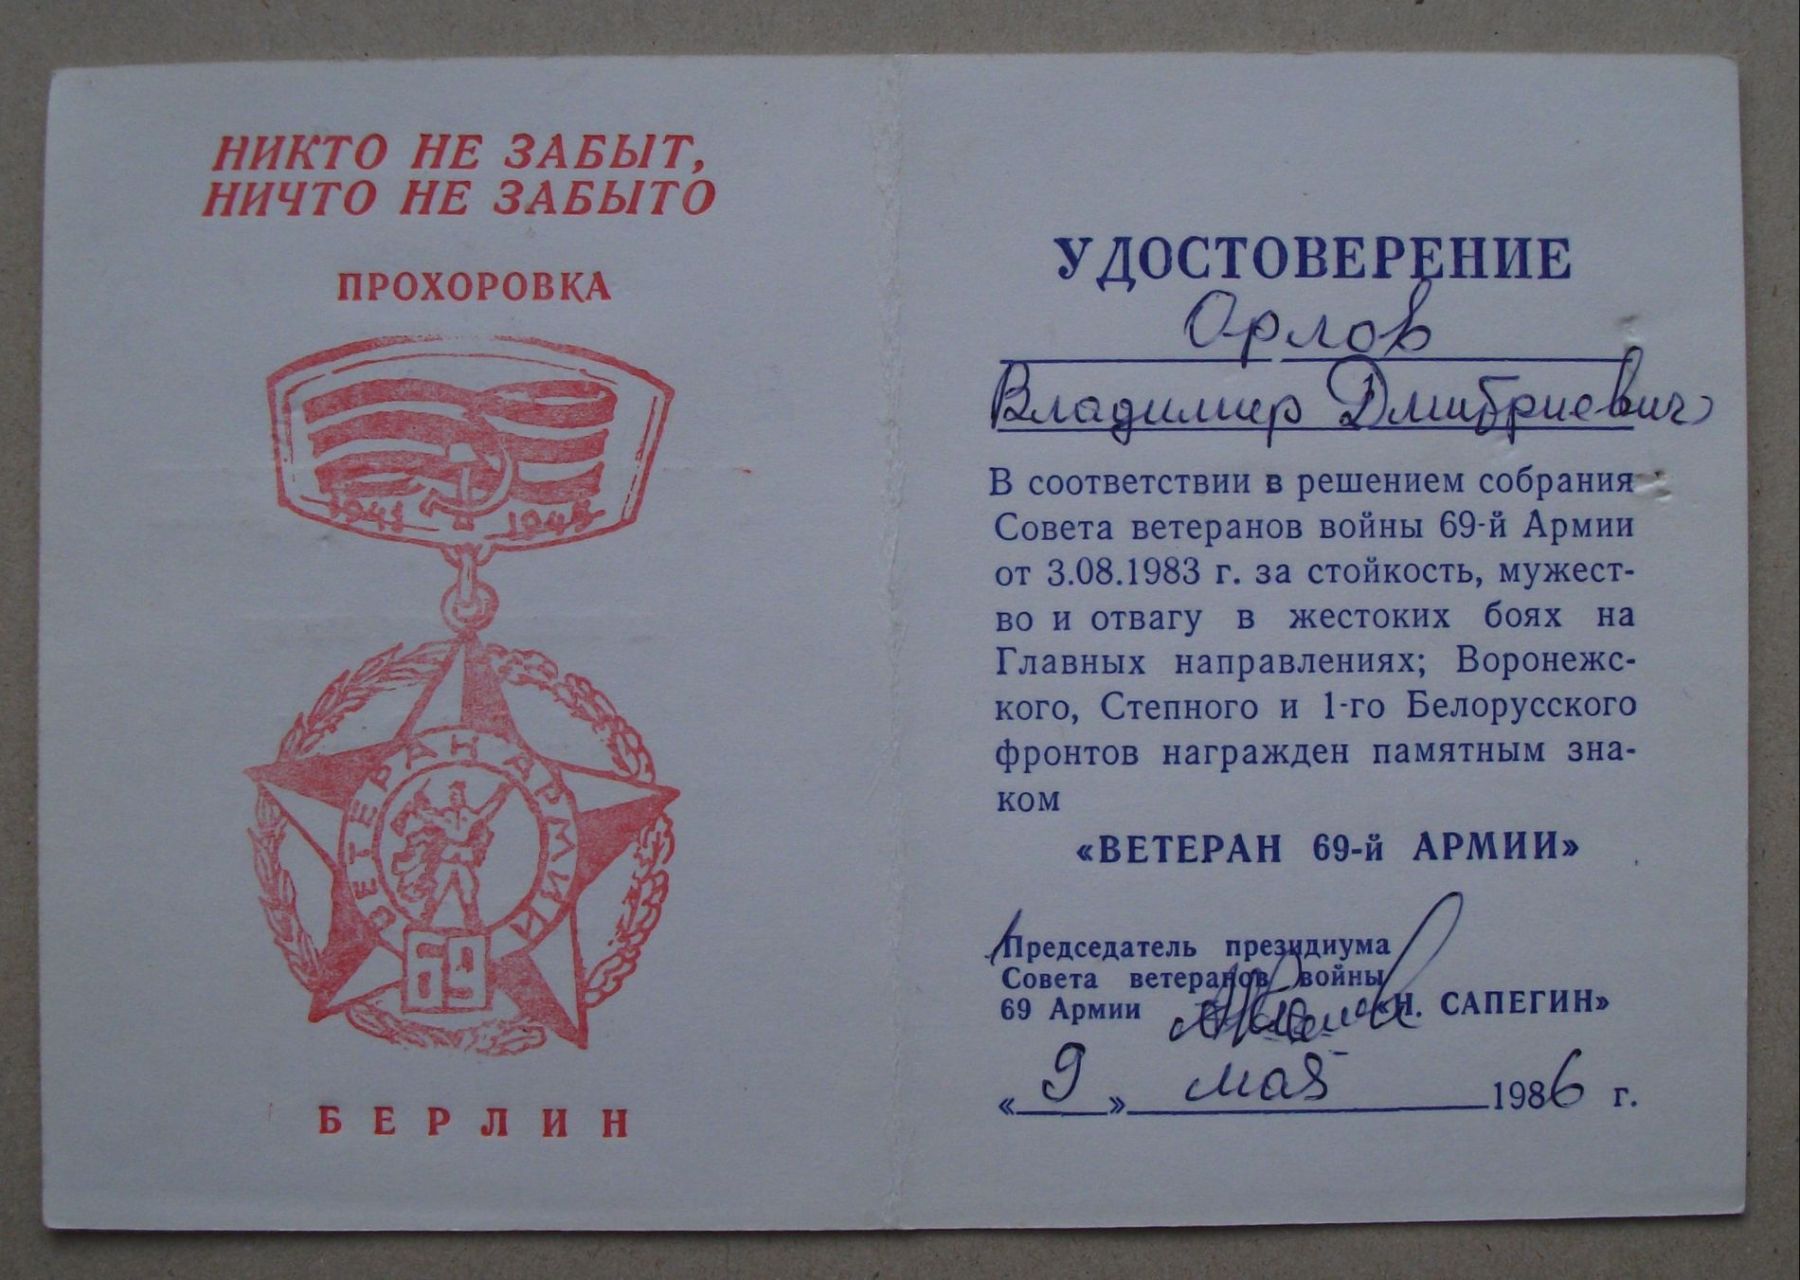 НИКТО НЕ ЗАБЫТ,
НИЧТО НЕ ЗАБЫТО
ПРОХОРОВКА
1941 1945
ВЕТЕРАН АРМИИ
69
БЕРЛИН
УДОСТОВЕРЕНИЕ
Орлов
Владимир Дмитриевич
В соответствии в решением собрания
Совета ветеранов войны 69-й Армии
от 3.08.1983 г. за стойкость, мужест-
во и отвагу в жестоких боях на
Главных направлениях; Воронежс-
кого, Степного и 1-го Белорусского
фронтов награжден памятным зна-
ком
«ВЕТЕРАН 69-й АРМИИ»
Председатель президиума
Совета ветеранов войны
69 Армии «Н. САПЕГИН»
«9» мая 1986 г.